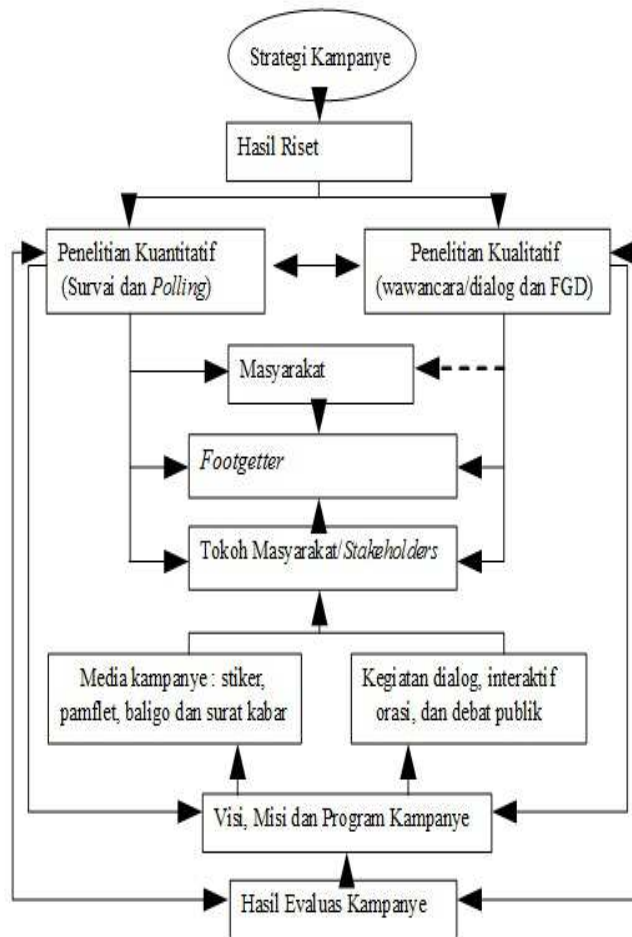 Strategi Kampanye
Hasil Riset
Penelitian Kuantitatif
(Survai dan Polling)
Penelitian Kualitatif
(wawancara/dialog dan FGD)
Masyarakat
Footgetter
Tokoh Masyarakat/Stakeholders
Media kampanye : stiker,
pamflet, baligo dan surat kabar
Kegiatan dialog, interaktif
orasi, dan debat publik
Visi, Misi dan Program Kampanye
Hasil Evaluas Kampanye